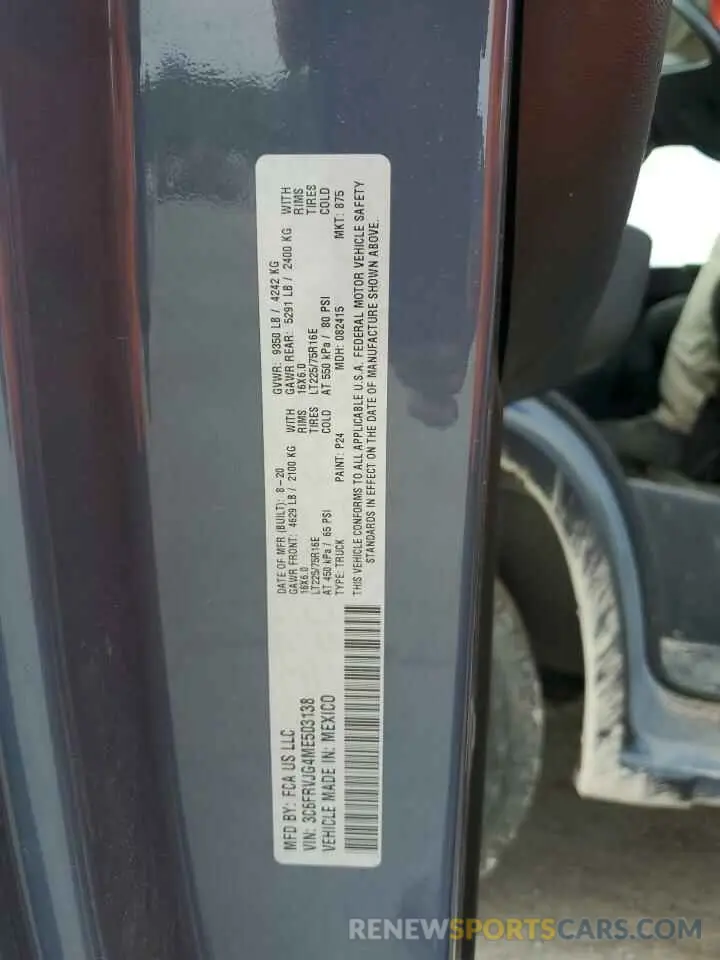 MFD BY: FCA US LLC
VIN: 3C6FRVJG4ME503138
VEHICLE MADE IN: MEXICO
DATE OF MFR (BUILT): 8-20
GAWR FRONT: 4629 LB / 2100 KG WITH
16X6.0 RIMS
LT225/75R16E TIRES
AT 450 kPa / 65 PSI COLD
TYPE: TRUCK PAINT: P24
GVWR: 9350 LB / 4242 KG
GAWR REAR: 5291 LB / 2400 KG WITH
16X6.0 RIMS
LT225/75R16E TIRES
AT 550 kPa / 80 PSI COLD
MDH: 082415 MKT: 875
THIS VEHICLE CONFORMS TO ALL APPLICABLE U.S.A. FEDERAL MOTOR VEHICLE SAFETY
STANDARDS IN EFFECT ON THE DATE OF MANUFACTURE SHOWN ABOVE.
RENEWSPORTSCARS.COM